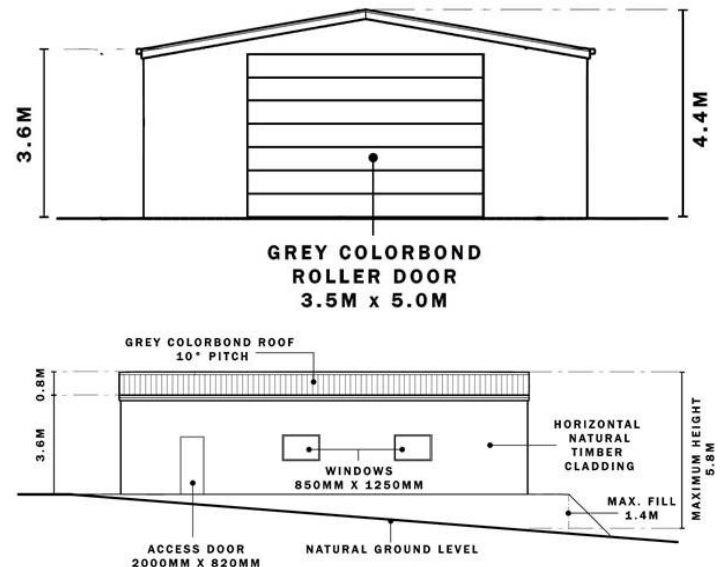 3.6M
4.4M
GREY COLORBOND
ROLLER DOOR
3.5M x 5.0M
GREY COLORBOND ROOF
10° PITCH
0.8M
3.6M
HORIZONTAL
NATURAL
TIMBER
CLADDING
WINDOWS
850MM X 1250MM
MAXIMUM HEIGHT
5.8M
MAX. FILL
1.4M
ACCESS DOOR
2000MM X 820MM
NATURAL GROUND LEVEL